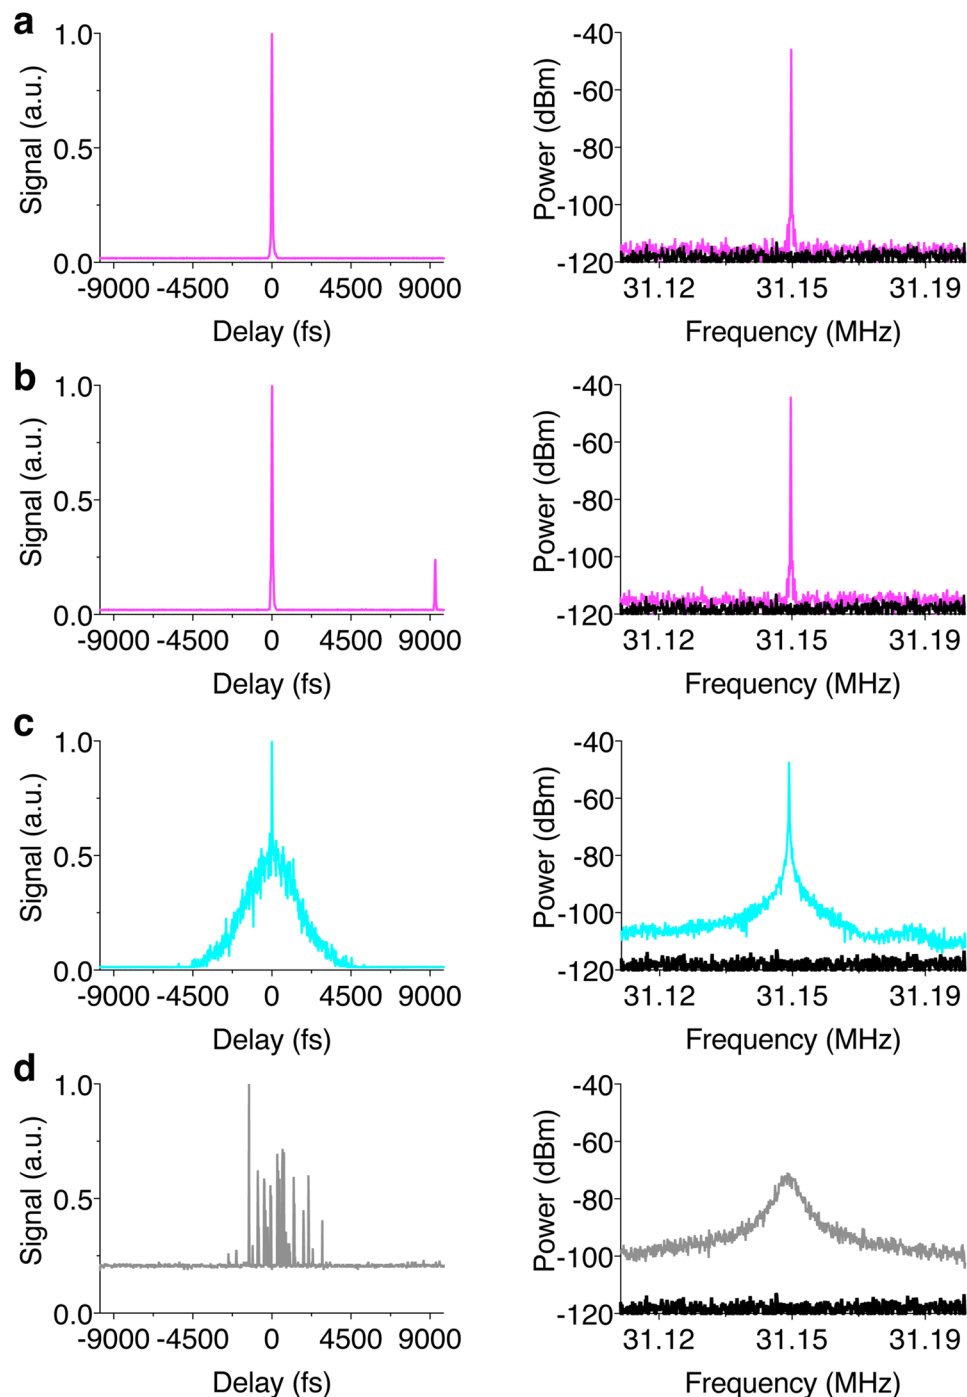 a
1.0
0.5
0.0
Signal (a.u.)
-9000 -4500 0 4500 9000
Delay (fs)
-40
-60
-80
-100
-120
Power (dBm)
31.12 31.15 31.19
Frequency (MHz)
b
1.0
0.5
0.0
Signal (a.u.)
-9000 -4500 0 4500 9000
Delay (fs)
-40
-60
-80
-100
-120
Power (dBm)
31.12 31.15 31.19
Frequency (MHz)
c
1.0
0.5
0.0
Signal (a.u.)
-9000 -4500 0 4500 9000
Delay (fs)
-40
-60
-80
-100
-120
Power (dBm)
31.12 31.15 31.19
Frequency (MHz)
d
1.0
0.5
0.0
Signal (a.u.)
-9000 -4500 0 4500 9000
Delay (fs)
-40
-60
-80
-100
-120
Power (dBm)
31.12 31.15 31.19
Frequency (MHz)